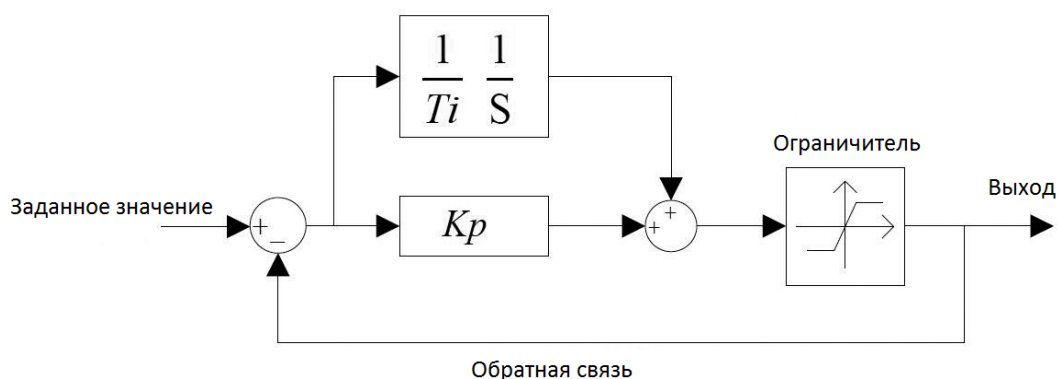 1 1
Ti S
Ограничитель
Заданное значение
+
−
Kp
+
+
Выход
Обратная связь